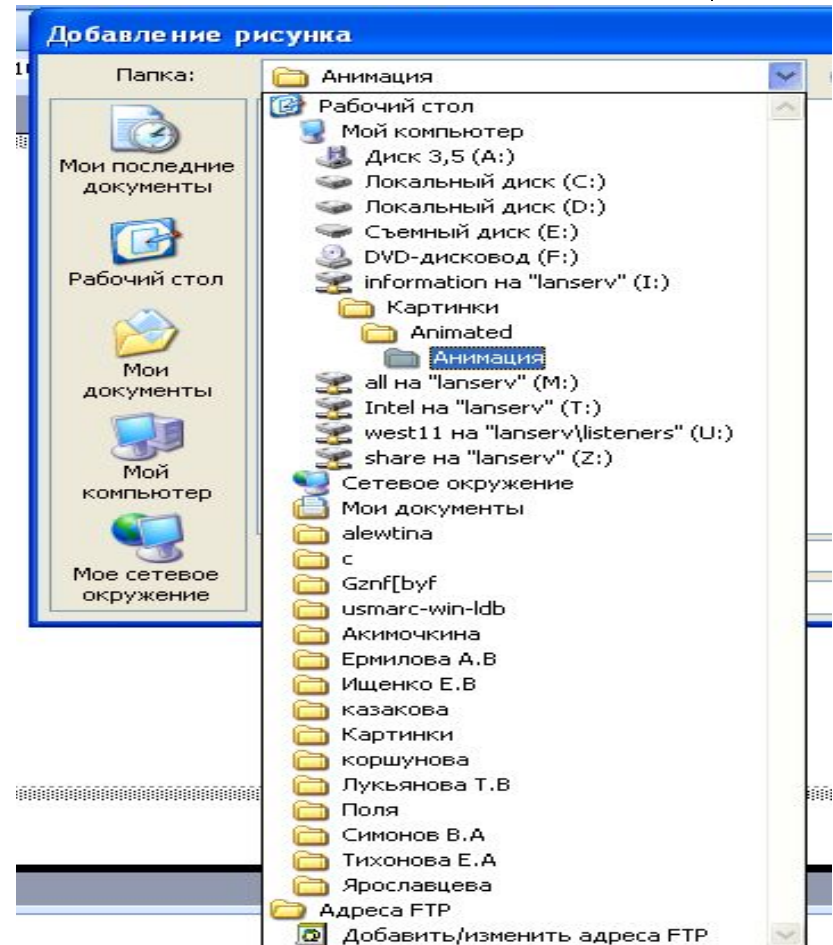 Добавление рисунка
Папка:
Анимация
Мои последние
документы
Рабочий стол
Мои
документы
Мой
компьютер
Мое сетевое
окружение
Рабочий стол
Мой компьютер
Диск 3,5 (A:)
Локальный диск (C:)
Локальный диск (D:)
Съемный диск (E:)
DVD-дисковод (F:)
information на "lanserv" (I:)
Картинки
Animated
Анимация
all на "lanserv" (M:)
Intel на "lanserv" (T:)
west11 на "lanserv\listeners" (U:)
share на "lanserv" (Z:)
Сетевое окружение
Мои документы
alewtina
c
Gznf[byf
usmarc-win-ldb
Акимочкина
Ермилова А.В
Ищенко Е.В
казакова
Картинки
коршунова
Лукьянова Т.В
Поля
Симонов В.А
Тихонова Е.А
Ярославцева
Адреса FTP
Добавить/изменить адреса FTP